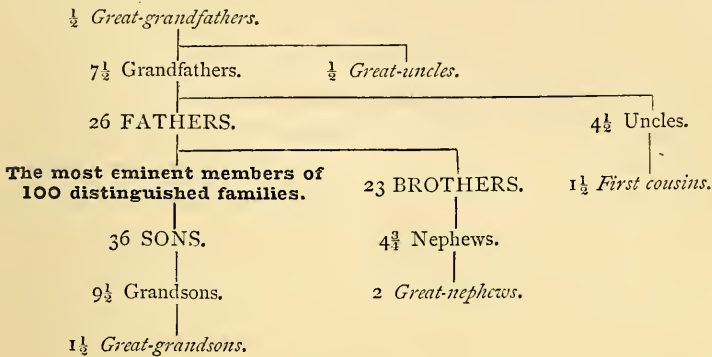 ½ Great-grandfathers.
7½ Grandfathers. ½ Great-uncles.
26 FATHERS. 4½ Uncles.
The most eminent members of
100 distinguished families. 23 BROTHERS. 1½ First cousins.
36 SONS. 4¾ Nephews.
9½ Grandsons. 2 Great-nephews.
1½ Great-grandsons.